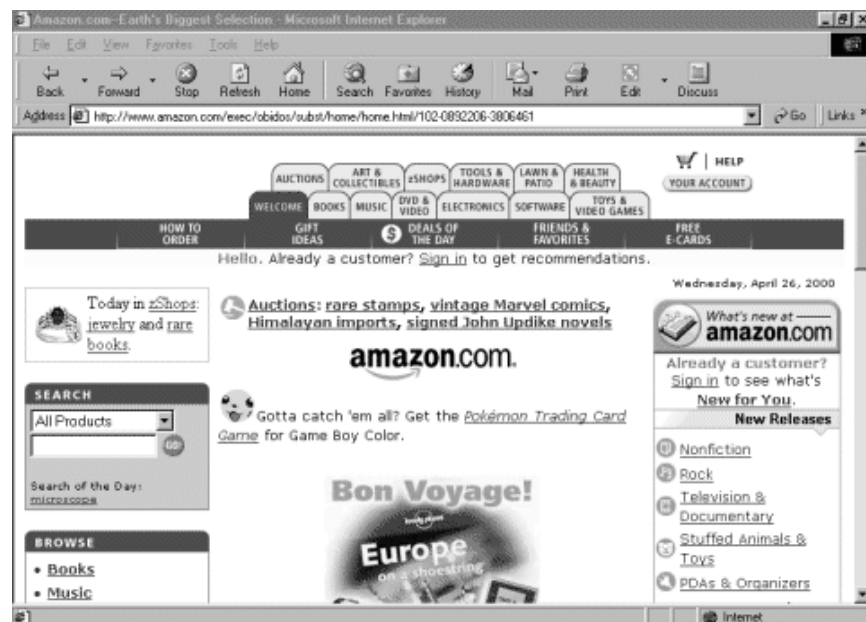 Amazon.com--Earth's Biggest Selection - Microsoft Internet Explorer
File Edit View Favorites Tools Help
Back Forward Stop Refresh Home Search Favorites History Mail Print Edit Discuss
Address http://www.amazon.com/exec/obidos/subst/home/home.html/102-0892206-3806461 Go Links »
HELP
YOUR ACCOUNT
AUCTIONS ART & COLLECTIBLES zSHOPS TOOLS & HARDWARE LAWN & PATIO HEALTH & BEAUTY
WELCOME BOOKS MUSIC DVD & VIDEO ELECTRONICS SOFTWARE TOYS & VIDEO GAMES
HOW TO ORDER GIFT IDEAS $ DEALS OF THE DAY FRIENDS & FAVORITES FREE E-CARDS
Hello. Already a customer? Sign in to get recommendations.
Wednesday, April 26, 2000
Today in zShops:
jewelry and rare
books.
SEARCH
All Products
GO!
Search of the Day:
microscope
BROWSE
• Books
• Music
Auctions: rare stamps, vintage Marvel comics,
Himalayan imports, signed John Updike novels
amazon.com.
Gotta catch 'em all? Get the Pokémon Trading Card
Game for Game Boy Color.
Bon Voyage!
lonely planet
Europe
on a shoestring
What's new at
amazon.com
Already a customer?
Sign in to see what's
New for You.
New Releases
Nonfiction
Rock
Television &
Documentary
Stuffed Animals &
Toys
PDAs & Organizers
Internet